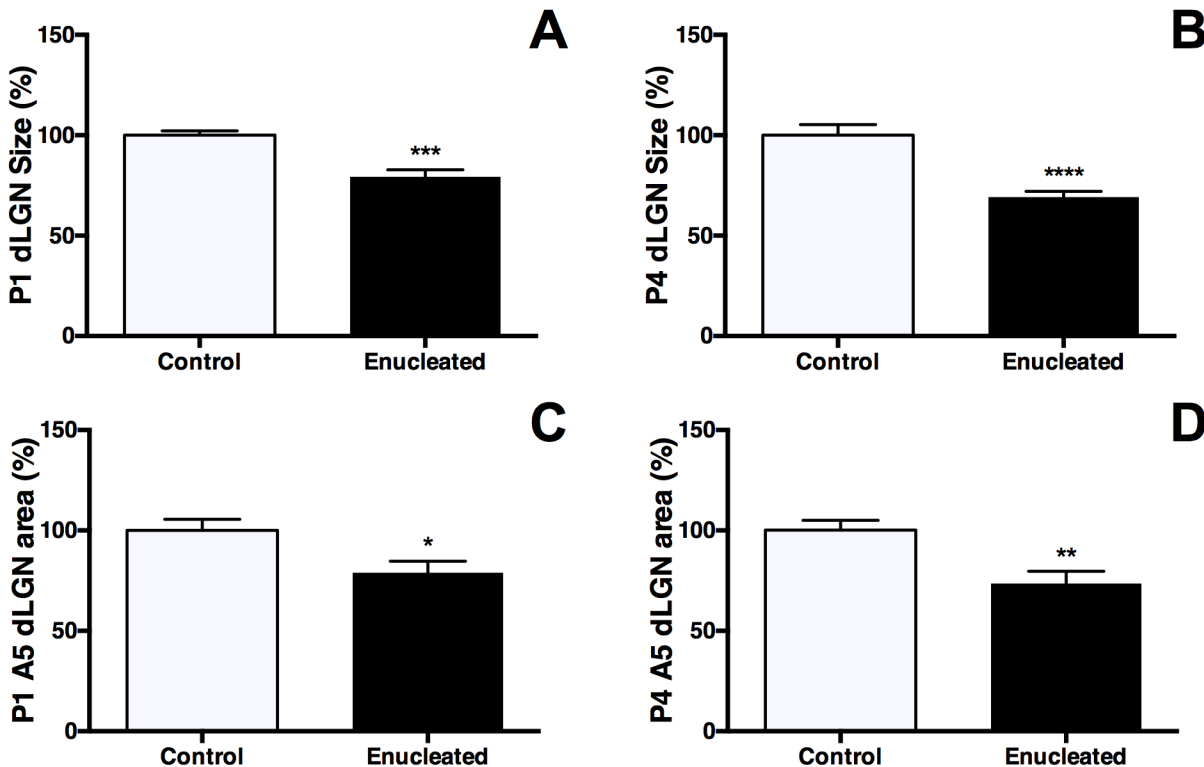 A
P1 dLGN Size (%)
150
100
50
0
***
Control Enucleated
B
P4 dLGN Size (%)
150
100
50
0
****
Control Enucleated
C
P1 A5 dLGN area (%)
150
100
50
0
*
Control Enucleated
D
P4 A5 dLGN area (%)
150
100
50
0
**
Control Enucleated